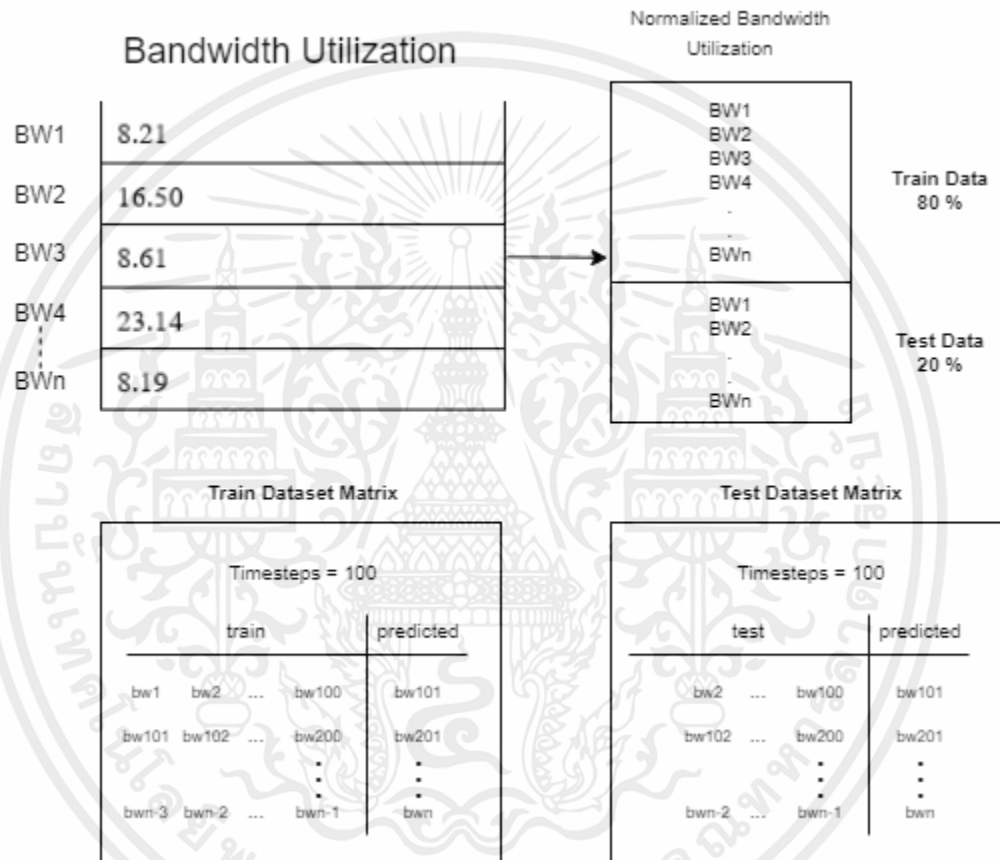 Bandwidth Utilization
BW1 8.21
BW2 16.50
BW3 8.61
BW4 23.14
BWn 8.19
Normalized Bandwidth
Utilization
BW1
BW2
BW3
BW4
.
.
BWn
Train Data
80 %
BW1
BW2
.
.
BWn
Test Data
20 %
Train Dataset Matrix
Timesteps = 100
train predicted
bw1 bw2 ... bw100 bw101
bw101 bw102 ... bw200 bw201
bwn-3 bwn-2 ... bwn-1 bwn
Test Dataset Matrix
Timesteps = 100
test predicted
bw2 ... bw100 bw101
bw102 ... bw200 bw201
bwn-2 ... bwn-1 bwn